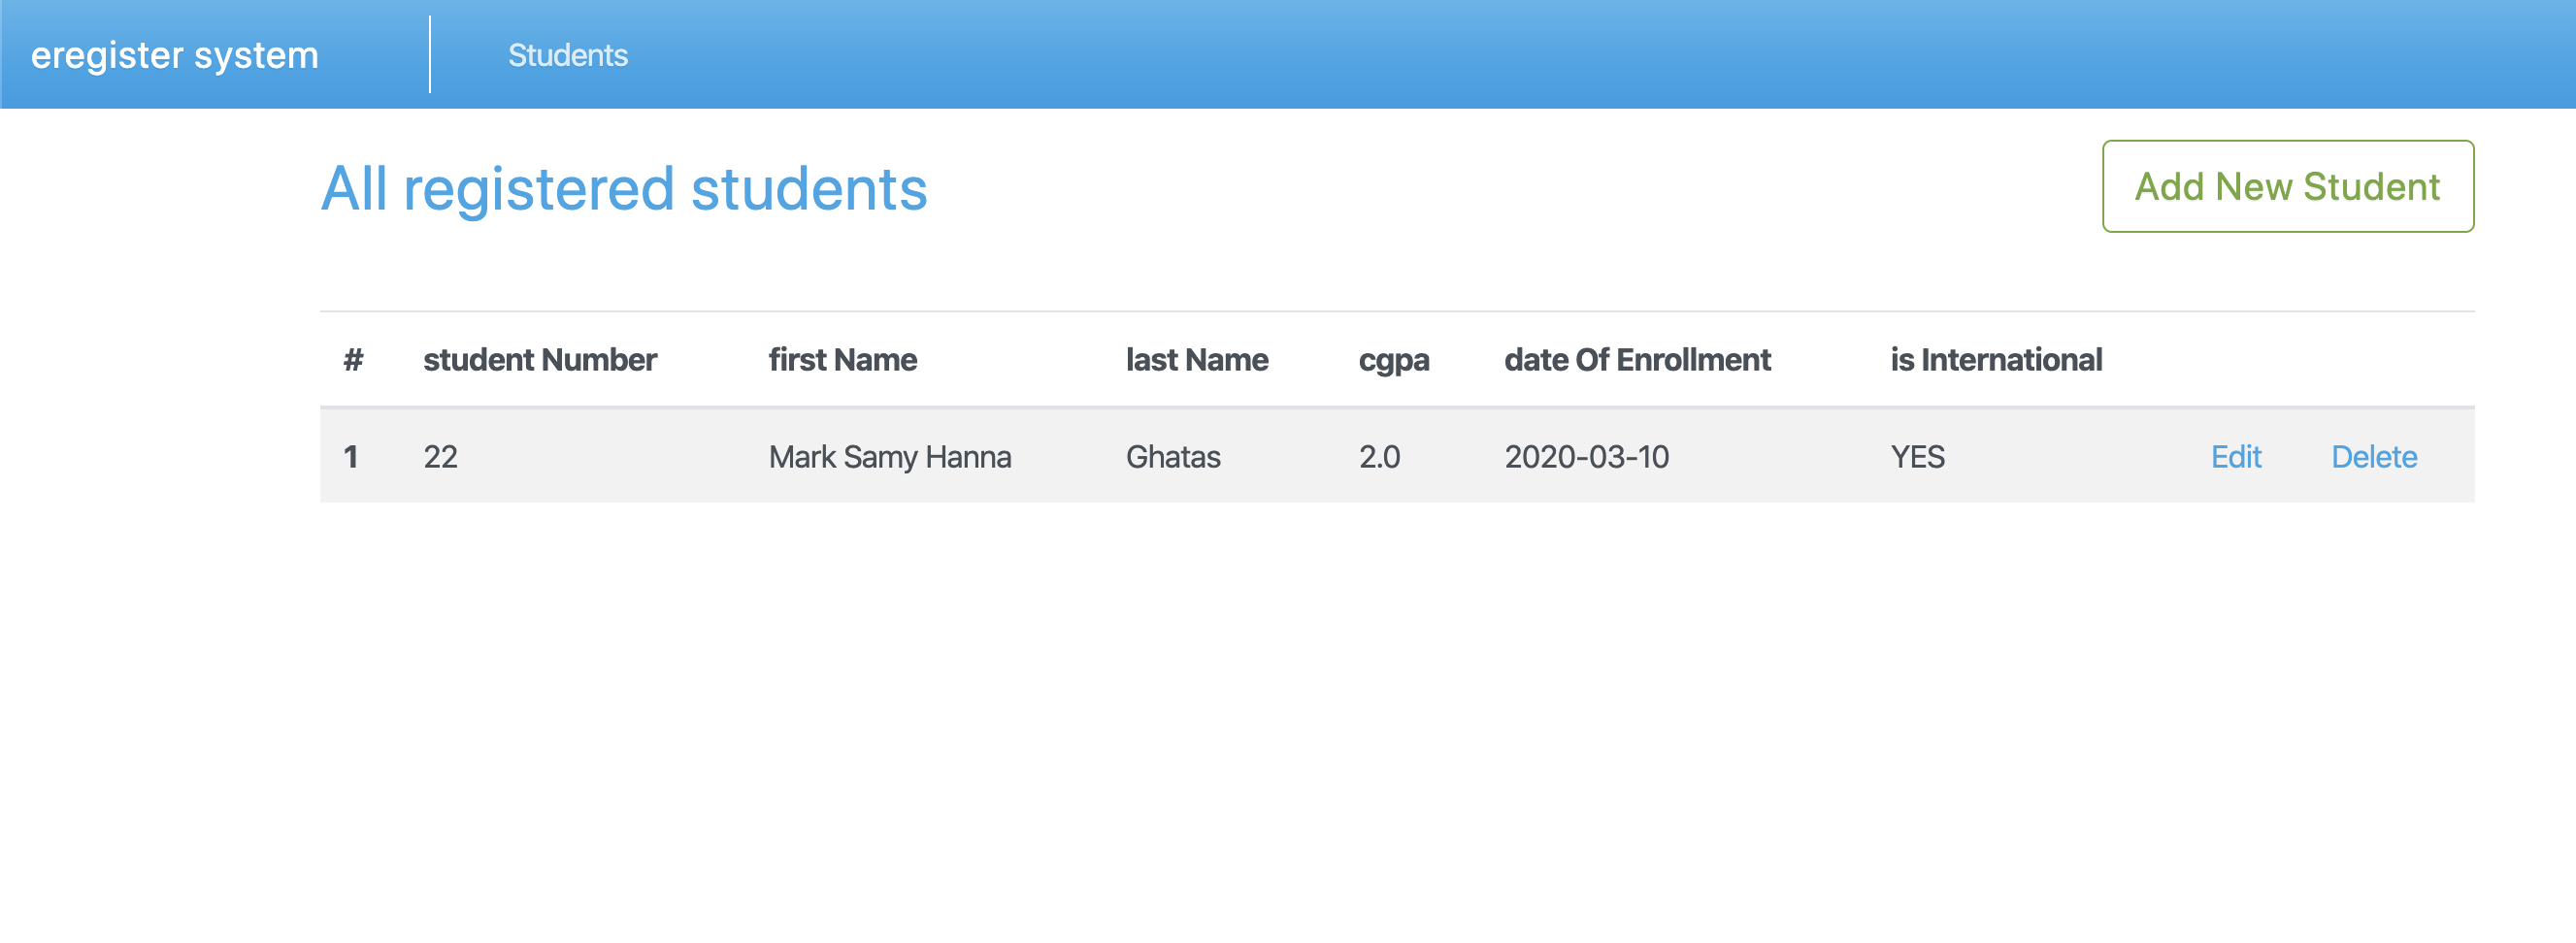 eregister system
Students
All registered students
Add New Student
# student Number first Name last Name cgpa date Of Enrollment is International
1 22 Mark Samy Hanna Ghatas 2.0 2020-03-10 YES Edit Delete